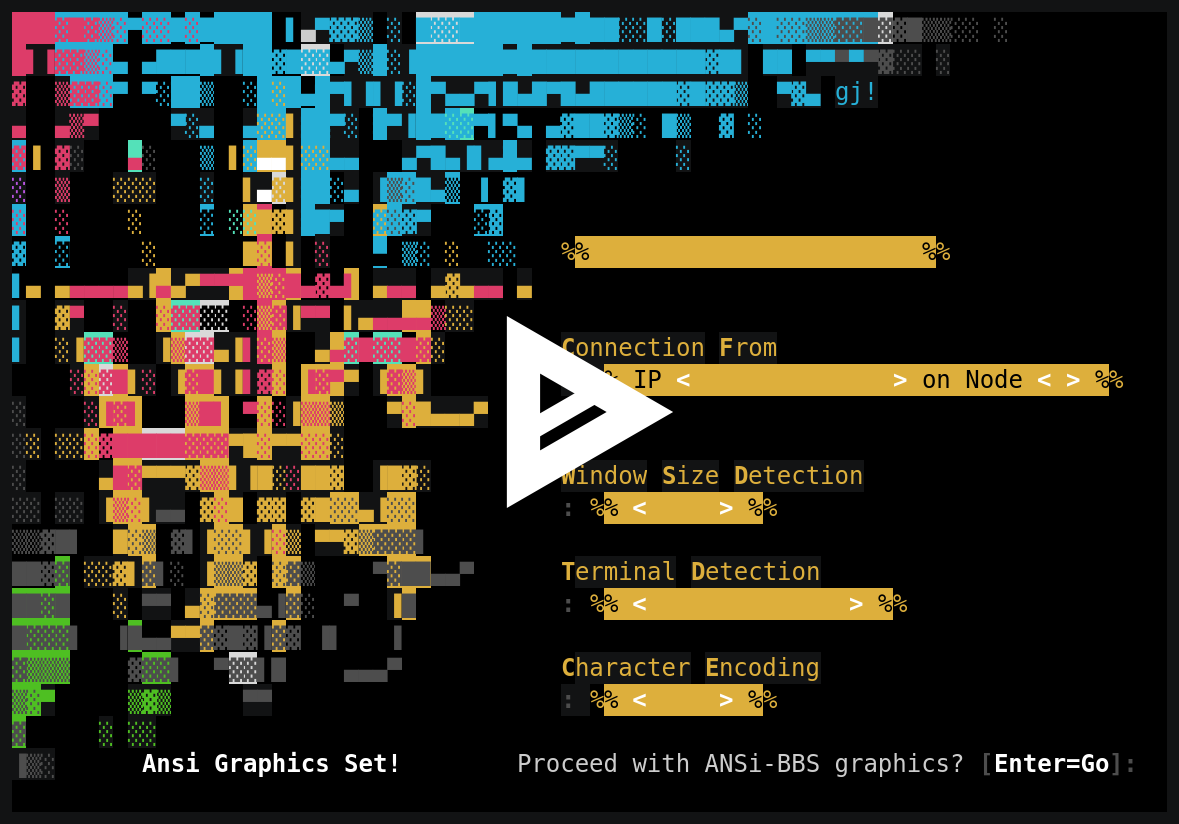 gj!
%% %%
Connection From
% IP < > on Node < > %%
Window Size Detection
: %% < > %%
Terminal Detection
: %% < > %%
Character Encoding
: %% < > %%
Ansi Graphics Set! Proceed with ANSi-BBS graphics? [Enter=Go]: